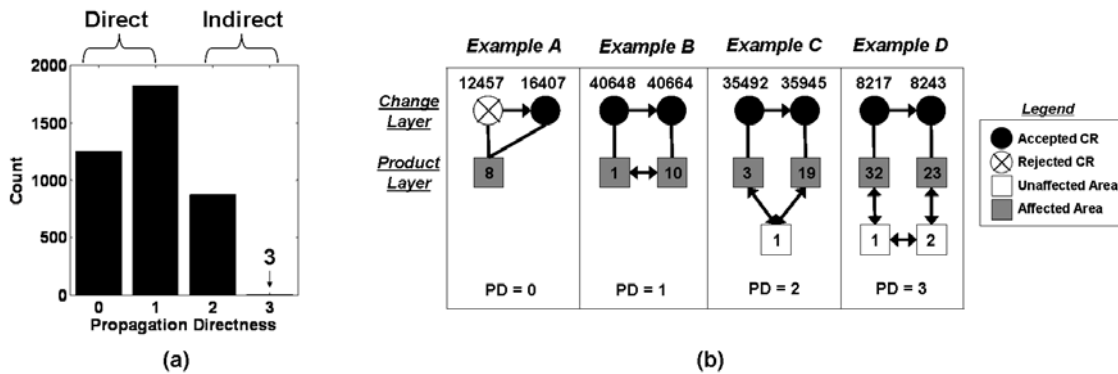 Direct Indirect
2000
1500
1000
500
0
Count
3
0 1 2 3
Propagation Directness
(a)
Example A Example B Example C Example D
12457 16407 40648 40664 35492 35945 8217 8243
Change
Layer
Product
Layer
8 1 10 3 19 32 23
1 1 2
PD = 0 PD = 1 PD = 2 PD = 3
(b)
Legend
Accepted CR
Rejected CR
Unaffected Area
Affected Area